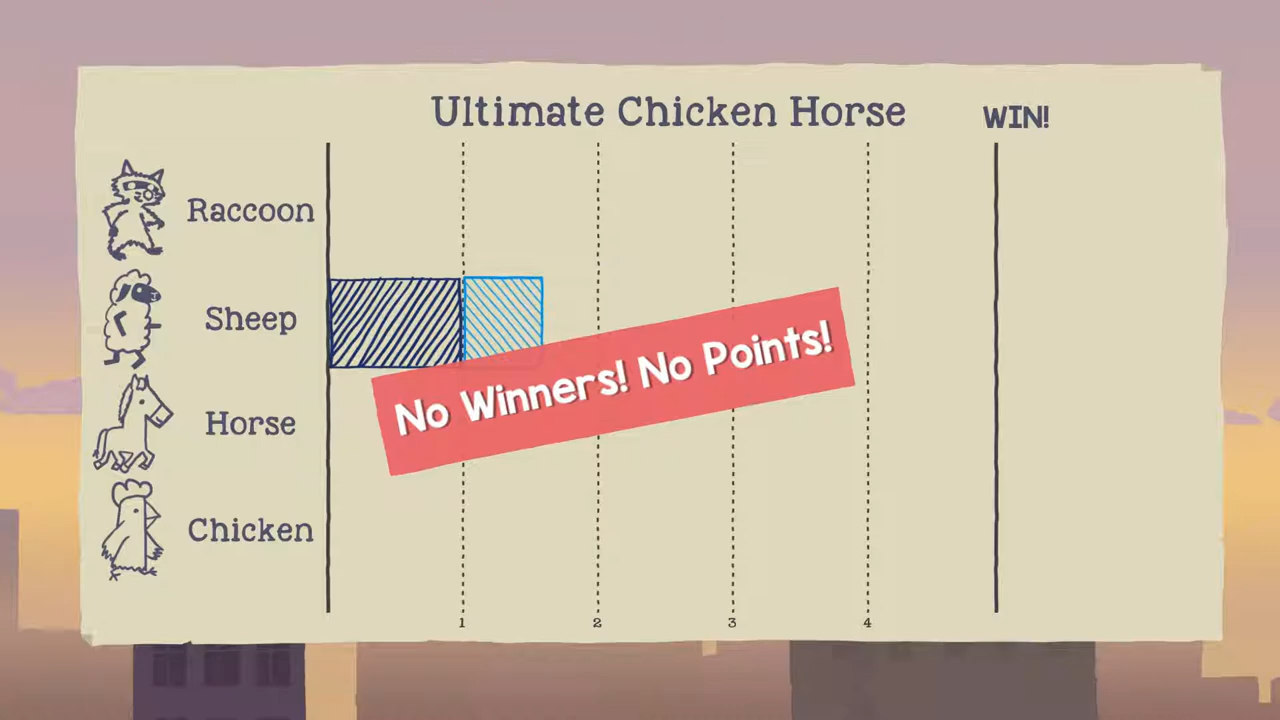 Ultimate Chicken Horse
WIN!
Raccoon
Sheep
No Winners! No Points!
Horse
Chicken
1 2 3 4